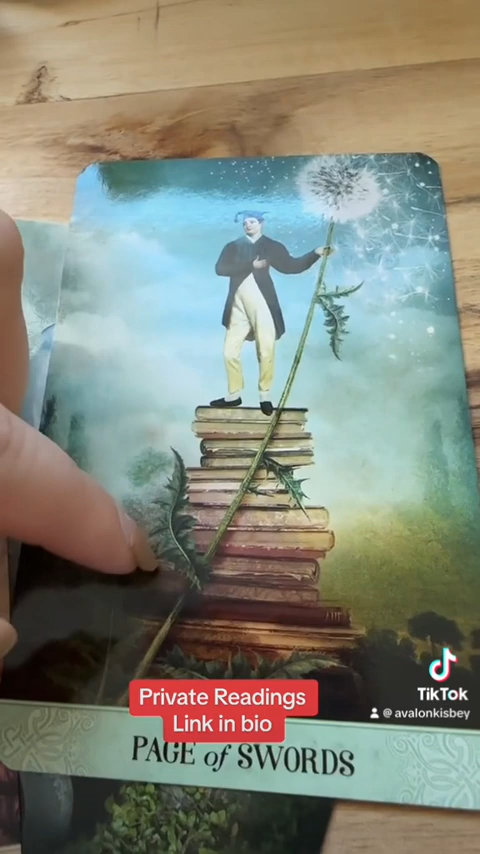 TikTok
@ avalonkisbey
Private Readings
Link in bio
PAGE of SWORDS